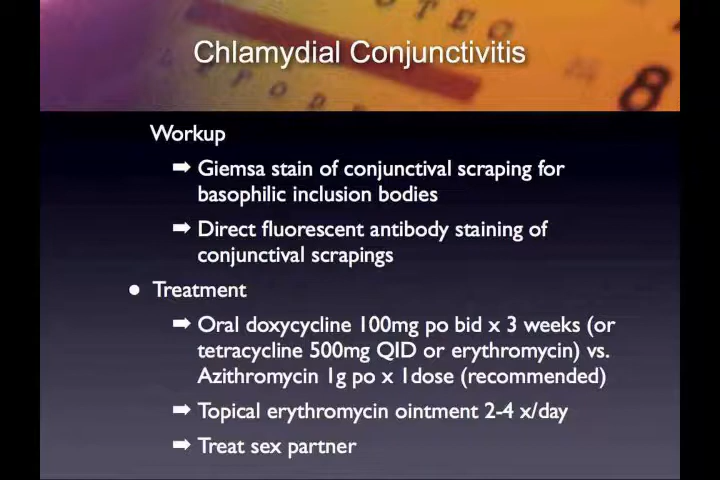 Chlamydial Conjunctivitis
Workup
➡ Giemsa stain of conjunctival scraping for
basophilic inclusion bodies
➡ Direct fluorescent antibody staining of
conjunctival scrapings
• Treatment
➡ Oral doxycycline 100mg po bid x 3 weeks (or
tetracycline 500mg QID or erythromycin) vs.
Azithromycin 1g po x 1dose (recommended)
➡ Topical erythromycin ointment 2-4 x/day
➡ Treat sex partner
8